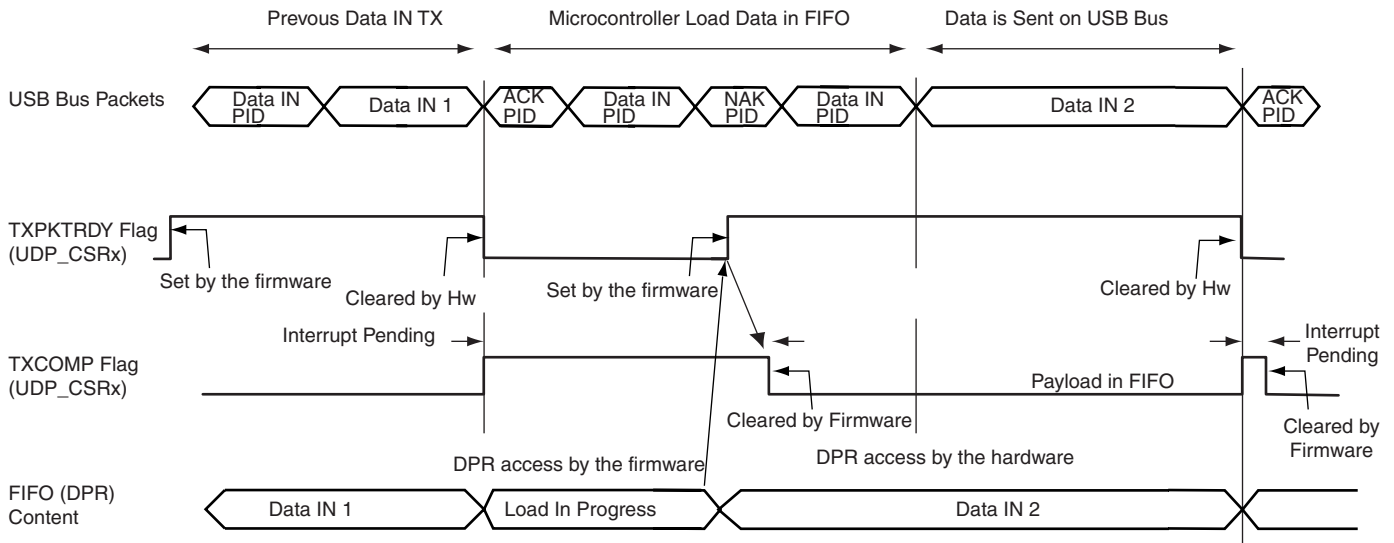 Prevous Data IN TX
Microcontroller Load Data in FIFO
Data is Sent on USB Bus
USB Bus Packets
Data IN
PID
Data IN 1
ACK
PID
Data IN
PID
NAK
PID
Data IN
PID
Data IN 2
ACK
PID
TXPKTRDY Flag
(UDP_CSRx)
Set by the firmware
Cleared by Hw
Set by the firmware
Cleared by Hw
Interrupt Pending
Interrupt
Pending
TXCOMP Flag
(UDP_CSRx)
Payload in FIFO
Cleared by Firmware
Cleared by
Firmware
DPR access by the firmware
DPR access by the hardware
FIFO (DPR)
Content
Data IN 1
Load In Progress
Data IN 2